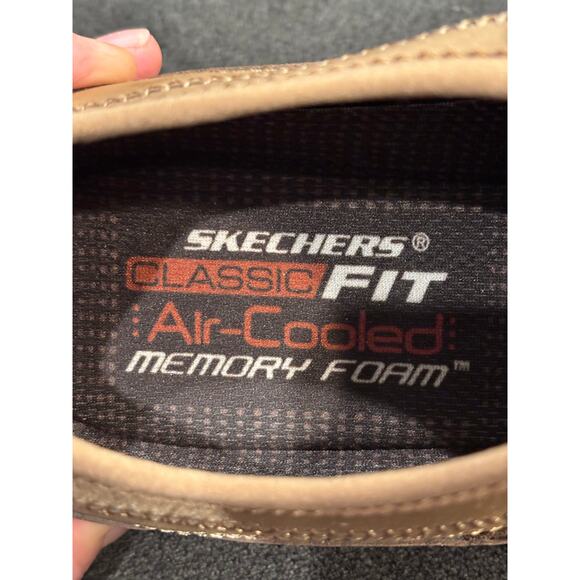 SKECHERS®
CLASSIC FIT
Air-Cooled
MEMORY FOAM™